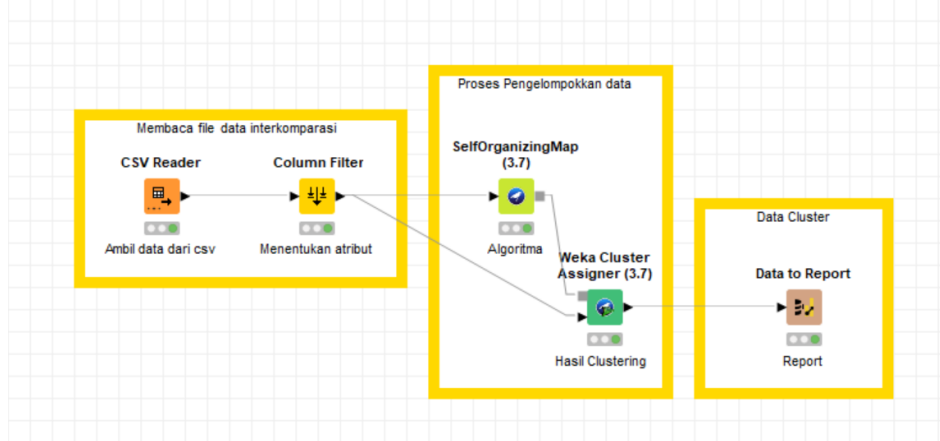 Proses Pengelompokkan data
Membaca file data interkomparasi
CSV Reader
Column Filter
SelfOrganizingMap
(3.7)
Ambil data dari csv
Menentukan atribut
Algoritma
Weka Cluster
Assigner (3.7)
Hasil Clustering
Data Cluster
Data to Report
Report